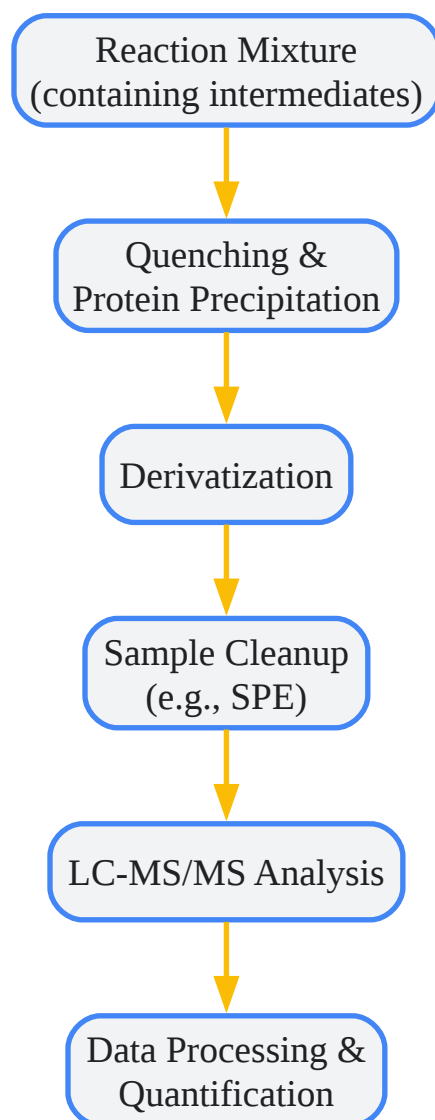 Reaction Mixture
(containing intermediates)
Quenching &
Protein Precipitation
Derivatization
Sample Cleanup
(e.g., SPE)
LC-MS/MS Analysis
Data Processing &
Quantification